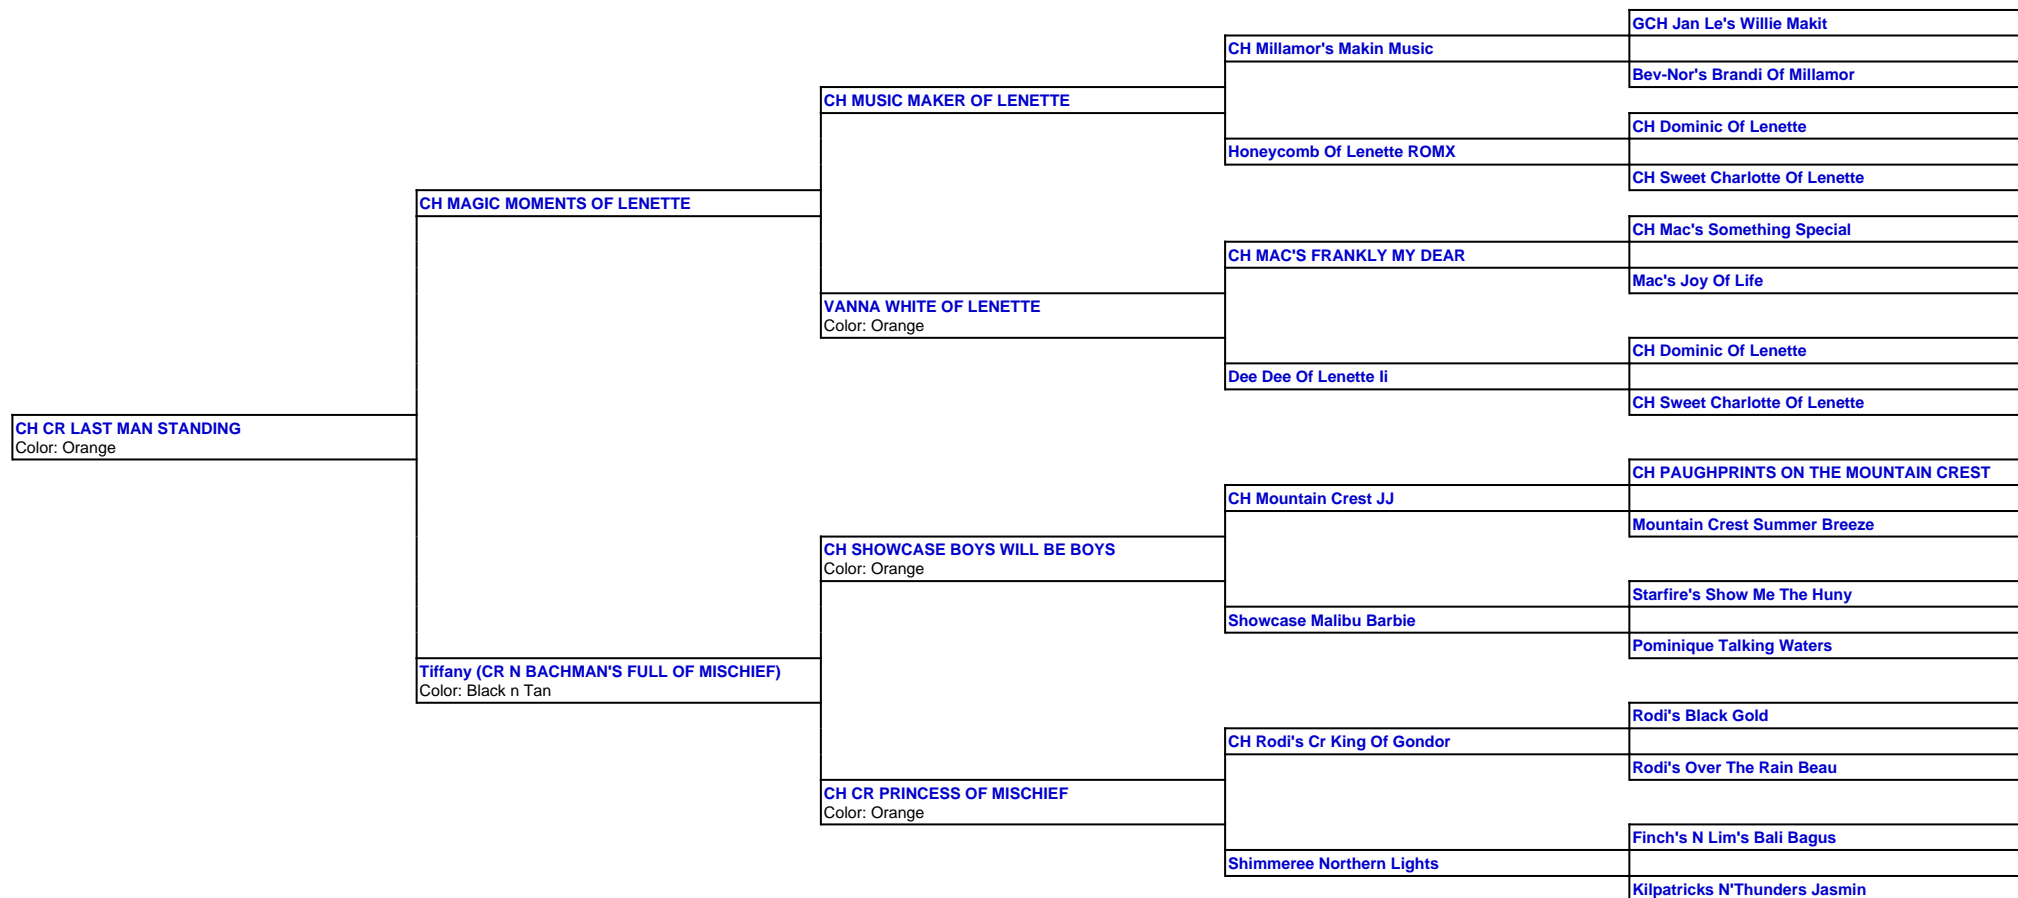 GCH Jan Le's Willie Makit
CH Millamor's Makin Music
Bev-Nor's Brandi Of Millamor
CH MUSIC MAKER OF LENETTE
CH Dominic Of Lenette
Honeycomb Of Lenette ROMX
CH Sweet Charlotte Of Lenette
CH MAGIC MOMENTS OF LENETTE
CH Mac's Something Special
CH MAC'S FRANKLY MY DEAR
Mac's Joy Of Life
VANNA WHITE OF LENETTE
Color: Orange
CH Dominic Of Lenette
Dee Dee Of Lenette Ii
CH Sweet Charlotte Of Lenette
CH CR LAST MAN STANDING
Color: Orange
CH PAUGHPRINTS ON THE MOUNTAIN CREST
CH Mountain Crest JJ
Mountain Crest Summer Breeze
CH SHOWCASE BOYS WILL BE BOYS
Color: Orange
Starfire's Show Me The Huny
Showcase Malibu Barbie
Pominique Talking Waters
Tiffany (CR N BACHMAN'S FULL OF MISCHIEF)
Color: Black n Tan
Rodi's Black Gold
CH Rodi's Cr King Of Gondor
Rodi's Over The Rain Beau
CH CR PRINCESS OF MISCHIEF
Color: Orange
Finch's N Lim's Bali Bagus
Shimmeree Northern Lights
Kilpatricks N'Thunders Jasmin